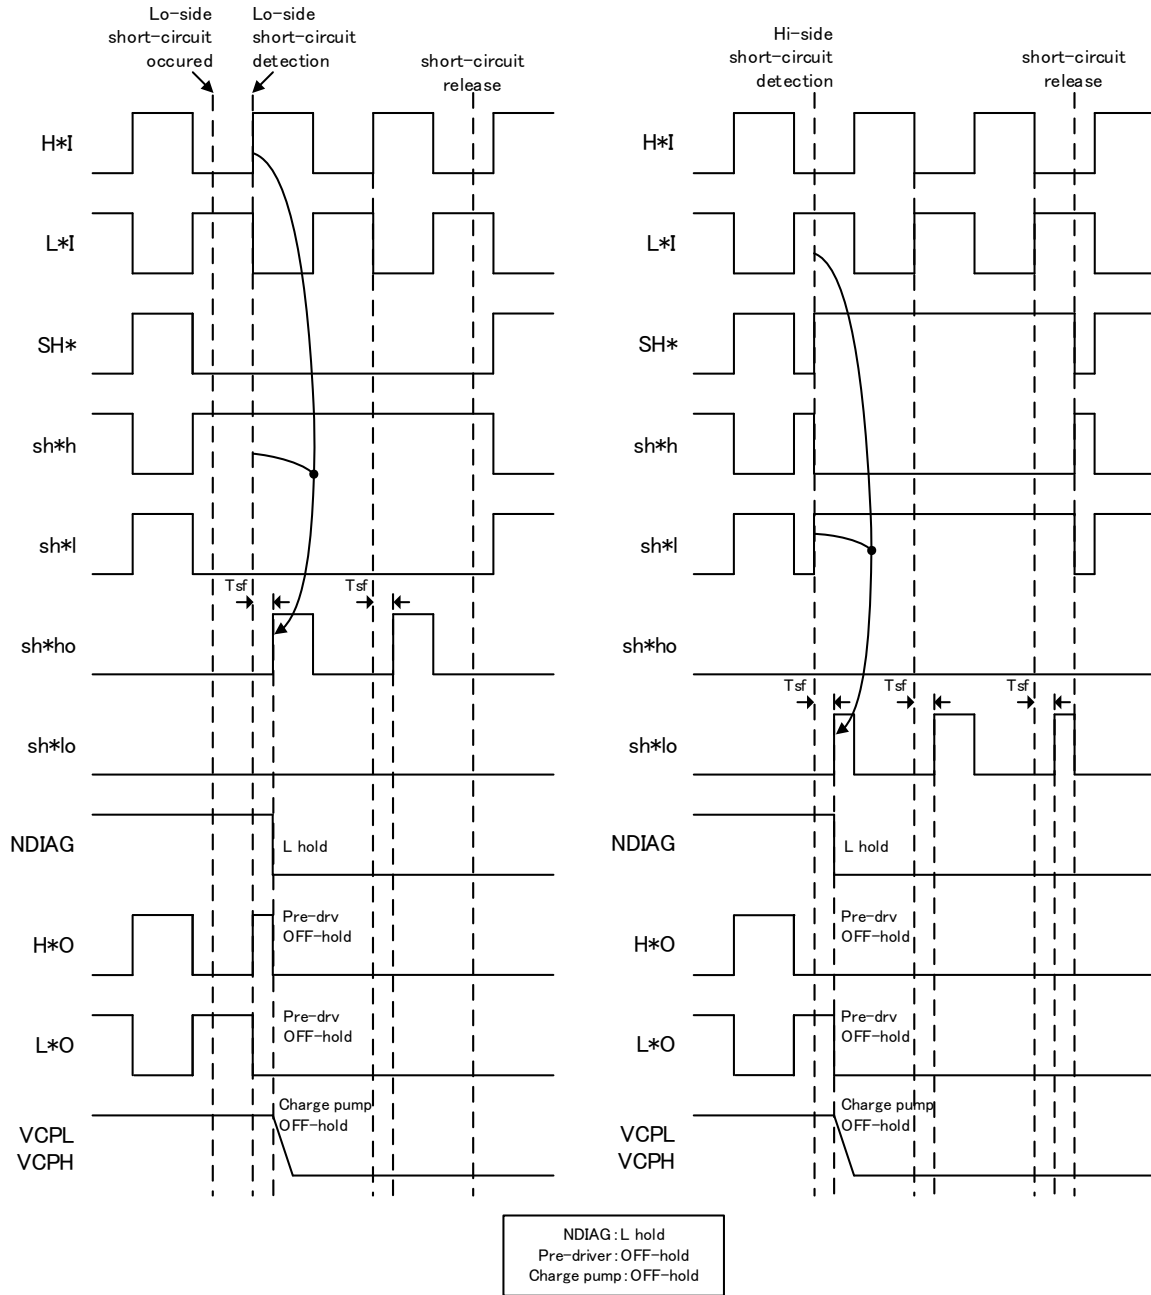 Lo-side
short-circuit
occured
Lo-side
short-circuit
detection
short-circuit
release
H*I
L*I
SH*
sh*h
sh*l
Tsf
Tsf
sh*ho
sh*lo
NDIAG
L hold
H*O
Pre-drv
OFF-hold
L*O
Pre-drv
OFF-hold
VCPL
VCPH
Charge pump
OFF-hold
Hi-side
short-circuit
detection
short-circuit
release
H*I
L*I
SH*
sh*h
sh*l
sh*ho
Tsf
Tsf
Tsf
sh*lo
NDIAG
L hold
H*O
Pre-drv
OFF-hold
L*O
Pre-drv
OFF-hold
VCPL
VCPH
Charge pump
OFF-hold
NDIAG:L hold
Pre-driver:OFF-hold
Charge pump:OFF-hold